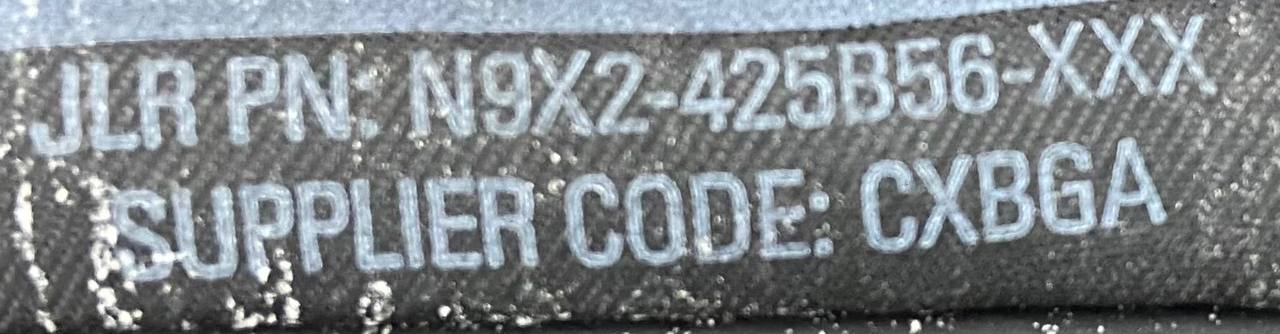 JLR PN: N9X2-425B56-XXX
SUPPLIER CODE: CXBGA